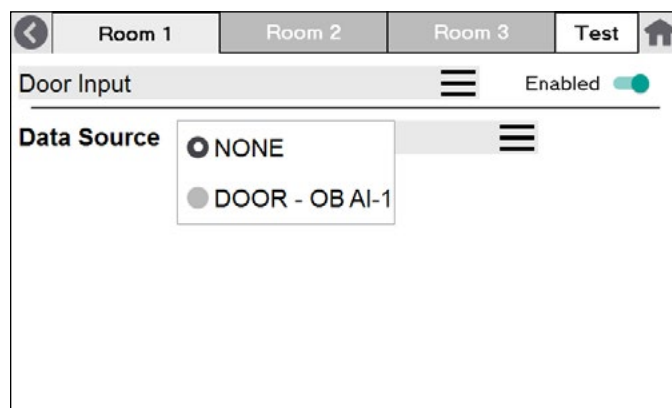 Room 1 Room 2 Room 3 Test
Door Input Enabled
Data Source
NONE
DOOR - OB AI-1